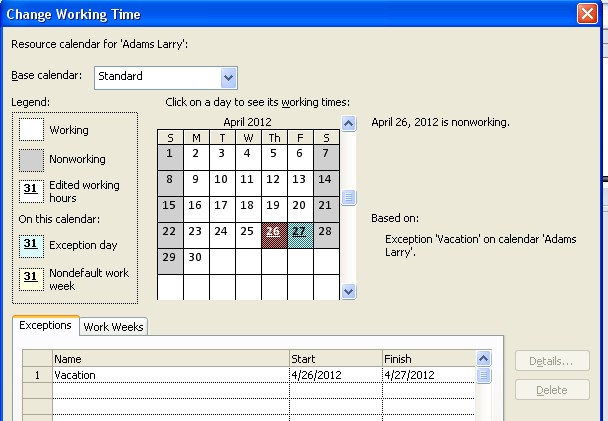 Change Working Time
Resource calendar for 'Adams Larry':
Base calendar: Standard
Legend:
Click on a day to see its working times:
Working
Nonworking
31 Edited working hours
On this calendar:
31 Exception day
31 Nondefault work week
April 2012
S M T W Th F S
1 2 3 4 5 6 7
8 9 10 11 12 13 14
15 16 17 18 19 20 21
22 23 24 25 26 27 28
29 30
April 26, 2012 is nonworking.
Based on:
Exception 'Vacation' on calendar 'Adams
Larry'.
Exceptions Work Weeks
Name Start Finish
1 Vacation 4/26/2012 4/27/2012
Details...
Delete